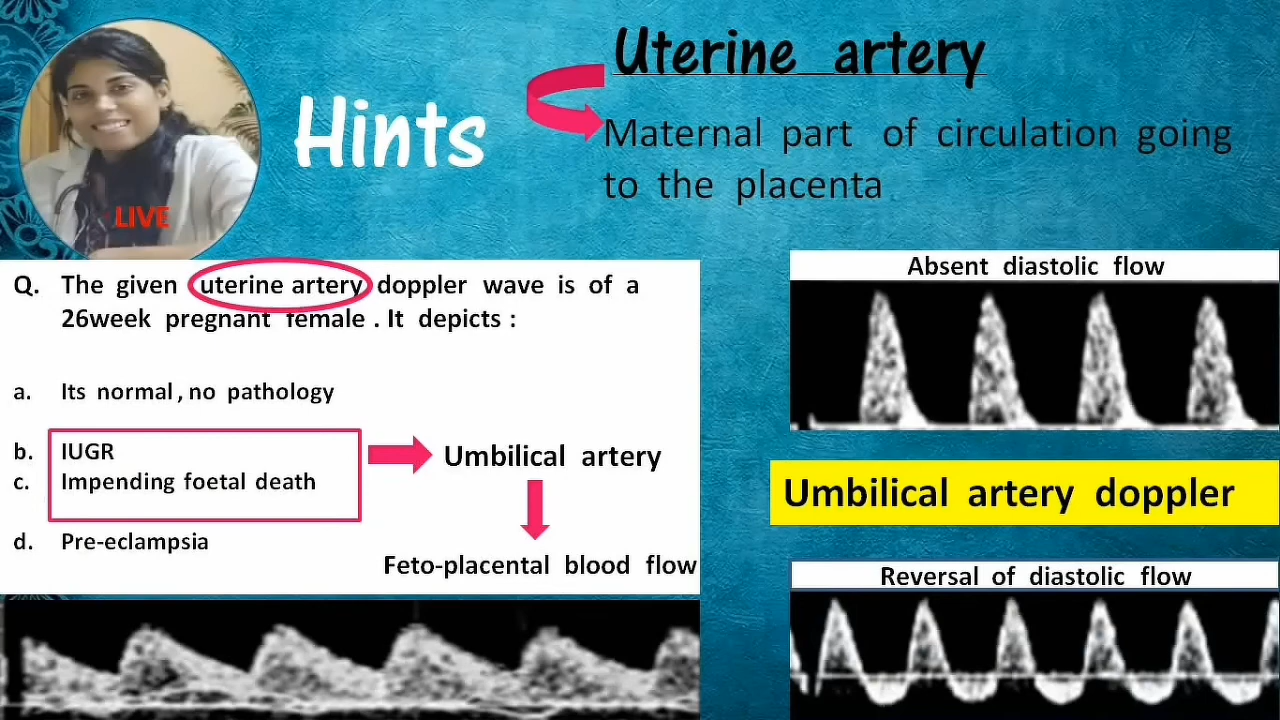 Uterine artery
Hints
Maternal part of circulation going
to the placenta
LIVE
Q. The given uterine artery doppler wave is of a
26week pregnant female . It depicts :
a. Its normal , no pathology
b. IUGR
c. Impending foetal death
Umbilical artery
d. Pre-eclampsia
Feto-placental blood flow
Absent diastolic flow
Umbilical artery doppler
Reversal of diastolic flow